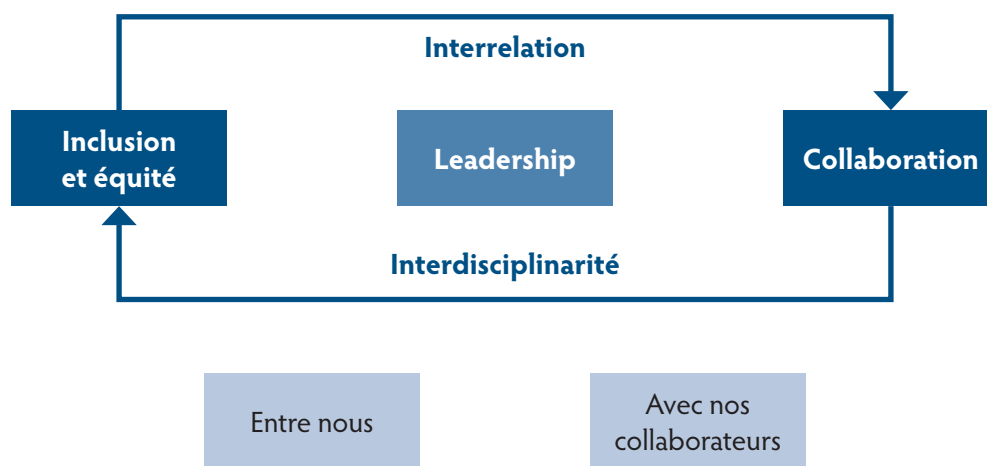 Interrelation
Inclusion
et équité
Leadership
Collaboration
Interdisciplinarité
Entre nous
Avec nos
collaborateurs